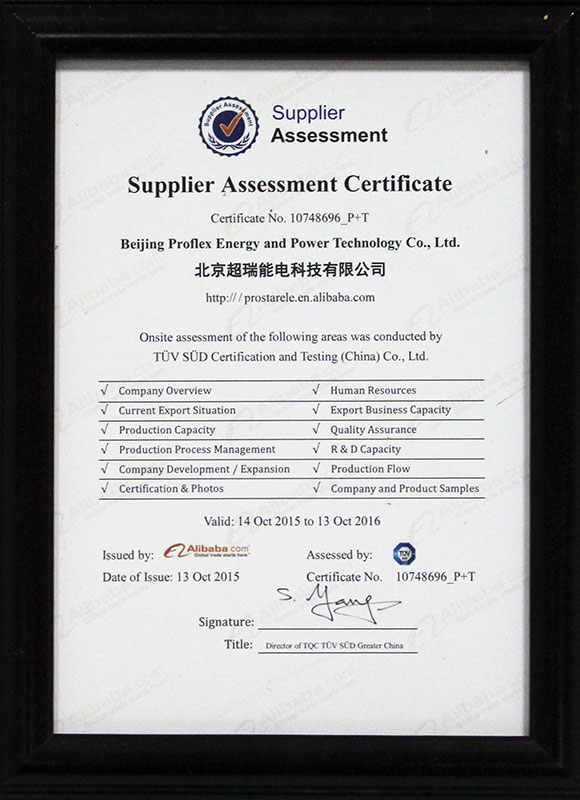 Supplier Assessment
Supplier
Assessment
Supplier Assessment Certificate
Certificate No. 10748696_P+T
Beijing Proflex Energy and Power Technology Co., Ltd.
北京超瑞能电科技有限公司
http:/// prostarele.en.alibaba.com
Onsite assessment of the following areas was conducted by
TÜV SÜD Certification and Testing (China) Co., Ltd.
√ Company Overview √ Human Resources
√ Current Export Situation √ Export Business Capacity
√ Production Capacity √ Quality Assurance
√ Production Process Management √ R & D Capacity
√ Company Development / Expansion √ Production Flow
√ Certification & Photos √ Company and Product Samples
Valid: 14 Oct 2015 to 13 Oct 2016
Issued by: Alibaba.com Assessed by: TÜV
Global trade starts here
Date of Issue: 13 Oct 2015 Certificate No. 10748696_P+T
S. Yang
Signature:
Title: Director of TQC TÜV SÜD Greater China